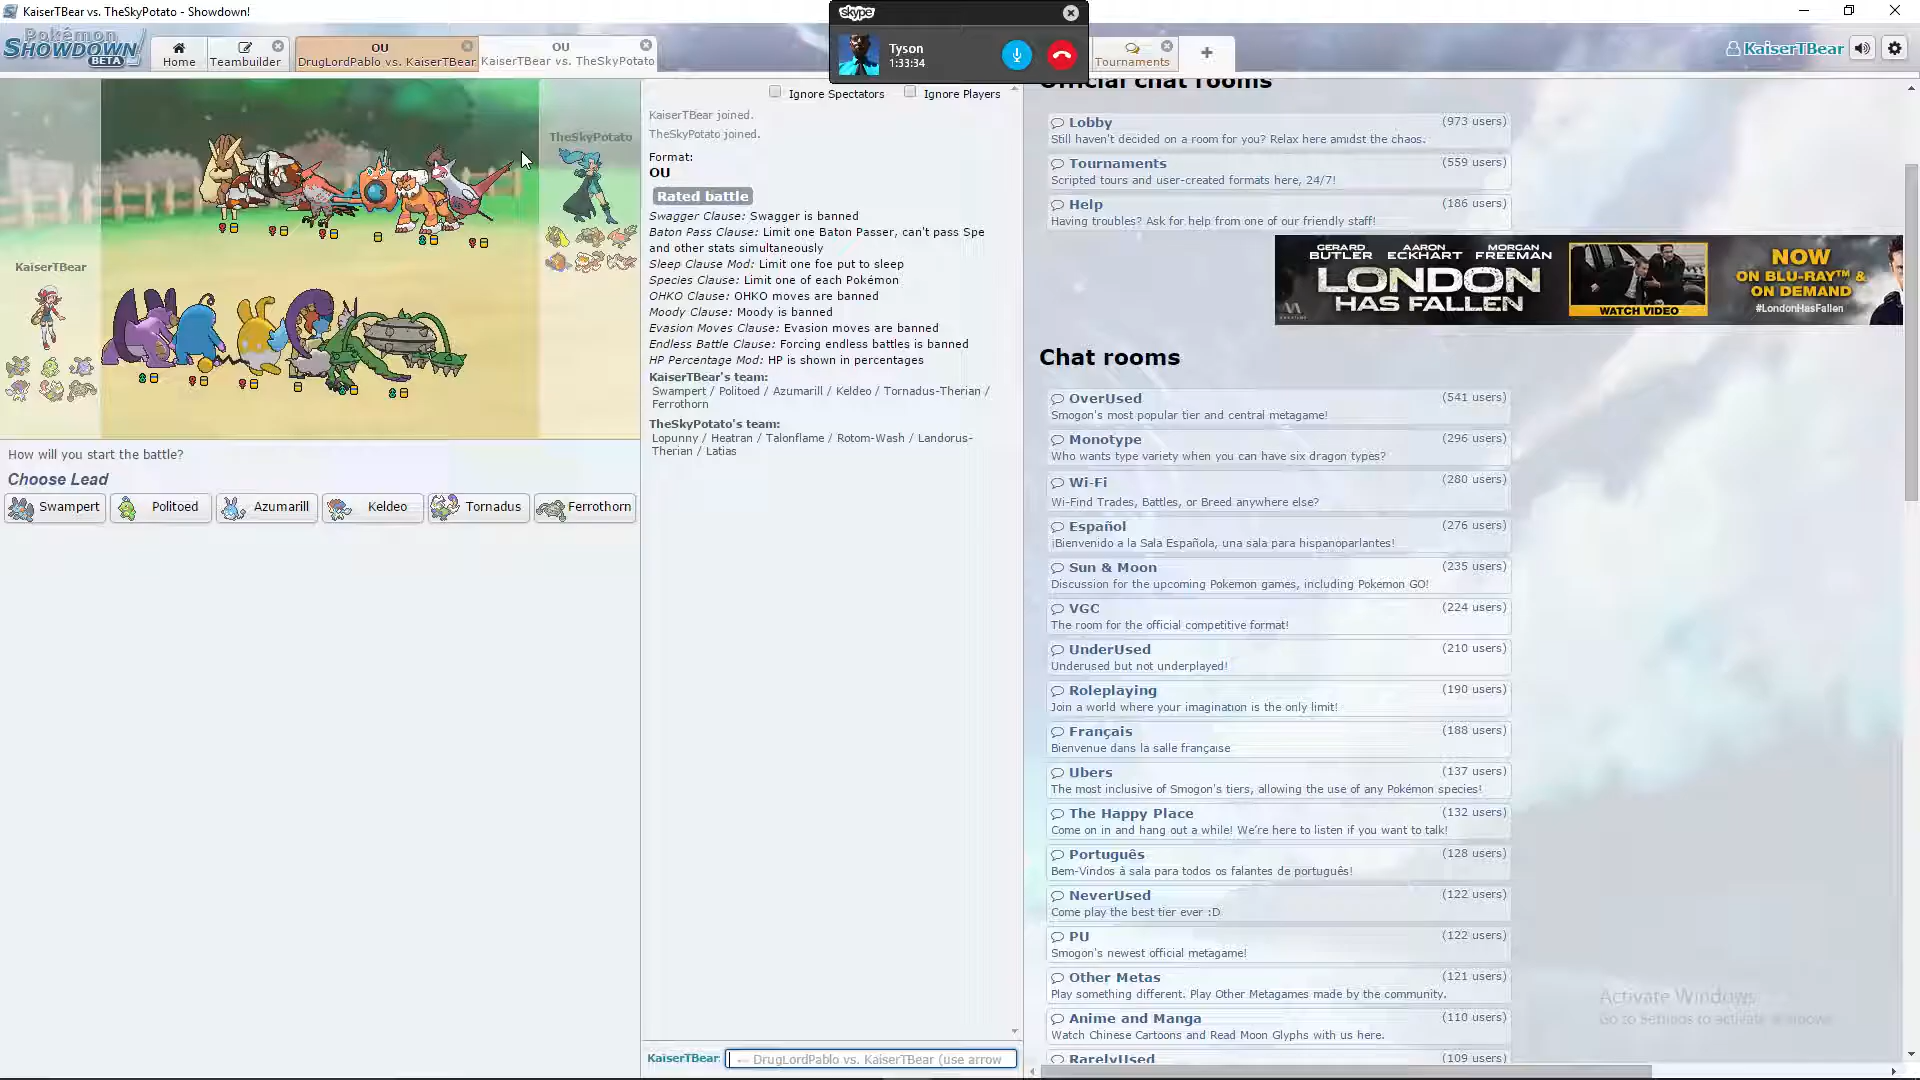 KaiserTBear vs. TheSkyPotato - Showdown!
skype
Tyson
1:33:34
Pokémon
SHOWDOWN!
BETA
Home
Teambuilder
OU
DrugLordPablo vs. KaiserTBear
OU
KaiserTBear vs. TheSkyPotato
Tournaments
+
KaiserTBear
TheSkyPotato
KaiserTBear
How will you start the battle?
Choose Lead
Swampert
Politoed
Azumarill
Keldeo
Tornadus
Ferrothorn
Ignore Spectators
Ignore Players
KaiserTBear joined.
TheSkyPotato joined.
Format:
OU
Rated battle
Swagger Clause: Swagger is banned
Baton Pass Clause: Limit one Baton Passer, can't pass Spe
and other stats simultaneously
Sleep Clause Mod: Limit one foe put to sleep
Species Clause: Limit one of each Pokémon
OHKO Clause: OHKO moves are banned
Moody Clause: Moody is banned
Evasion Moves Clause: Evasion moves are banned
Endless Battle Clause: Forcing endless battles is banned
HP Percentage Mod: HP is shown in percentages
KaiserTBear's team:
Swampert / Politoed / Azumarill / Keldeo / Tornadus-Therian /
Ferrothorn
TheSkyPotato's team:
Lopunny / Heatran / Talonflame / Rotom-Wash / Landorus-
Therian / Latias
KaiserTBear:
DrugLordPablo vs. KaiserTBear (use arrow
Official chat rooms
Lobby
(973 users)
Still haven't decided on a room for you? Relax here amidst the chaos.
Tournaments
(559 users)
Scripted tours and user-created formats here, 24/7!
Help
(186 users)
Having troubles? Ask for help from one of our friendly staff!
GERARD BUTLER
AARON ECKHART
MORGAN FREEMAN
LONDON
HAS FALLEN
WATCH VIDEO
NOW
ON BLU-RAY™ &
ON DEMAND
#LondonHasFallen
Chat rooms
OverUsed
(541 users)
Smogon's most popular tier and central metagame!
Monotype
(296 users)
Who wants type variety when you can have six dragon types?
Wi-Fi
(280 users)
Wi-Find Trades, Battles, or Breed anywhere else?
Español
(276 users)
¡Bienvenido a la Sala Española, una sala para hispanoparlantes!
Sun & Moon
(235 users)
Discussion for the upcoming Pokemon games, including Pokemon GO!
VGC
(224 users)
The room for the official competitive format!
UnderUsed
(210 users)
Underused but not underplayed!
Roleplaying
(190 users)
Join a world where your imagination is the only limit!
Français
(188 users)
Bienvenue dans la salle française
Ubers
(137 users)
The most inclusive of Smogon's tiers, allowing the use of any Pokémon species!
The Happy Place
(132 users)
Come on in and hang out a while! We're here to listen if you want to talk!
Português
(128 users)
Bem-Vindos à sala para todos os falantes de português!
NeverUsed
(122 users)
Come play the best tier ever :D
PU
(122 users)
Smogon's newest official metagame!
Other Metas
(121 users)
Play something different. Play Other Metagames made by the community.
Anime and Manga
(110 users)
Watch Chinese Cartoons and Read Moon Glyphs with us here.
RarelyUsed
(109 users)
Activate Windows
Go to Settings to activate Windows.